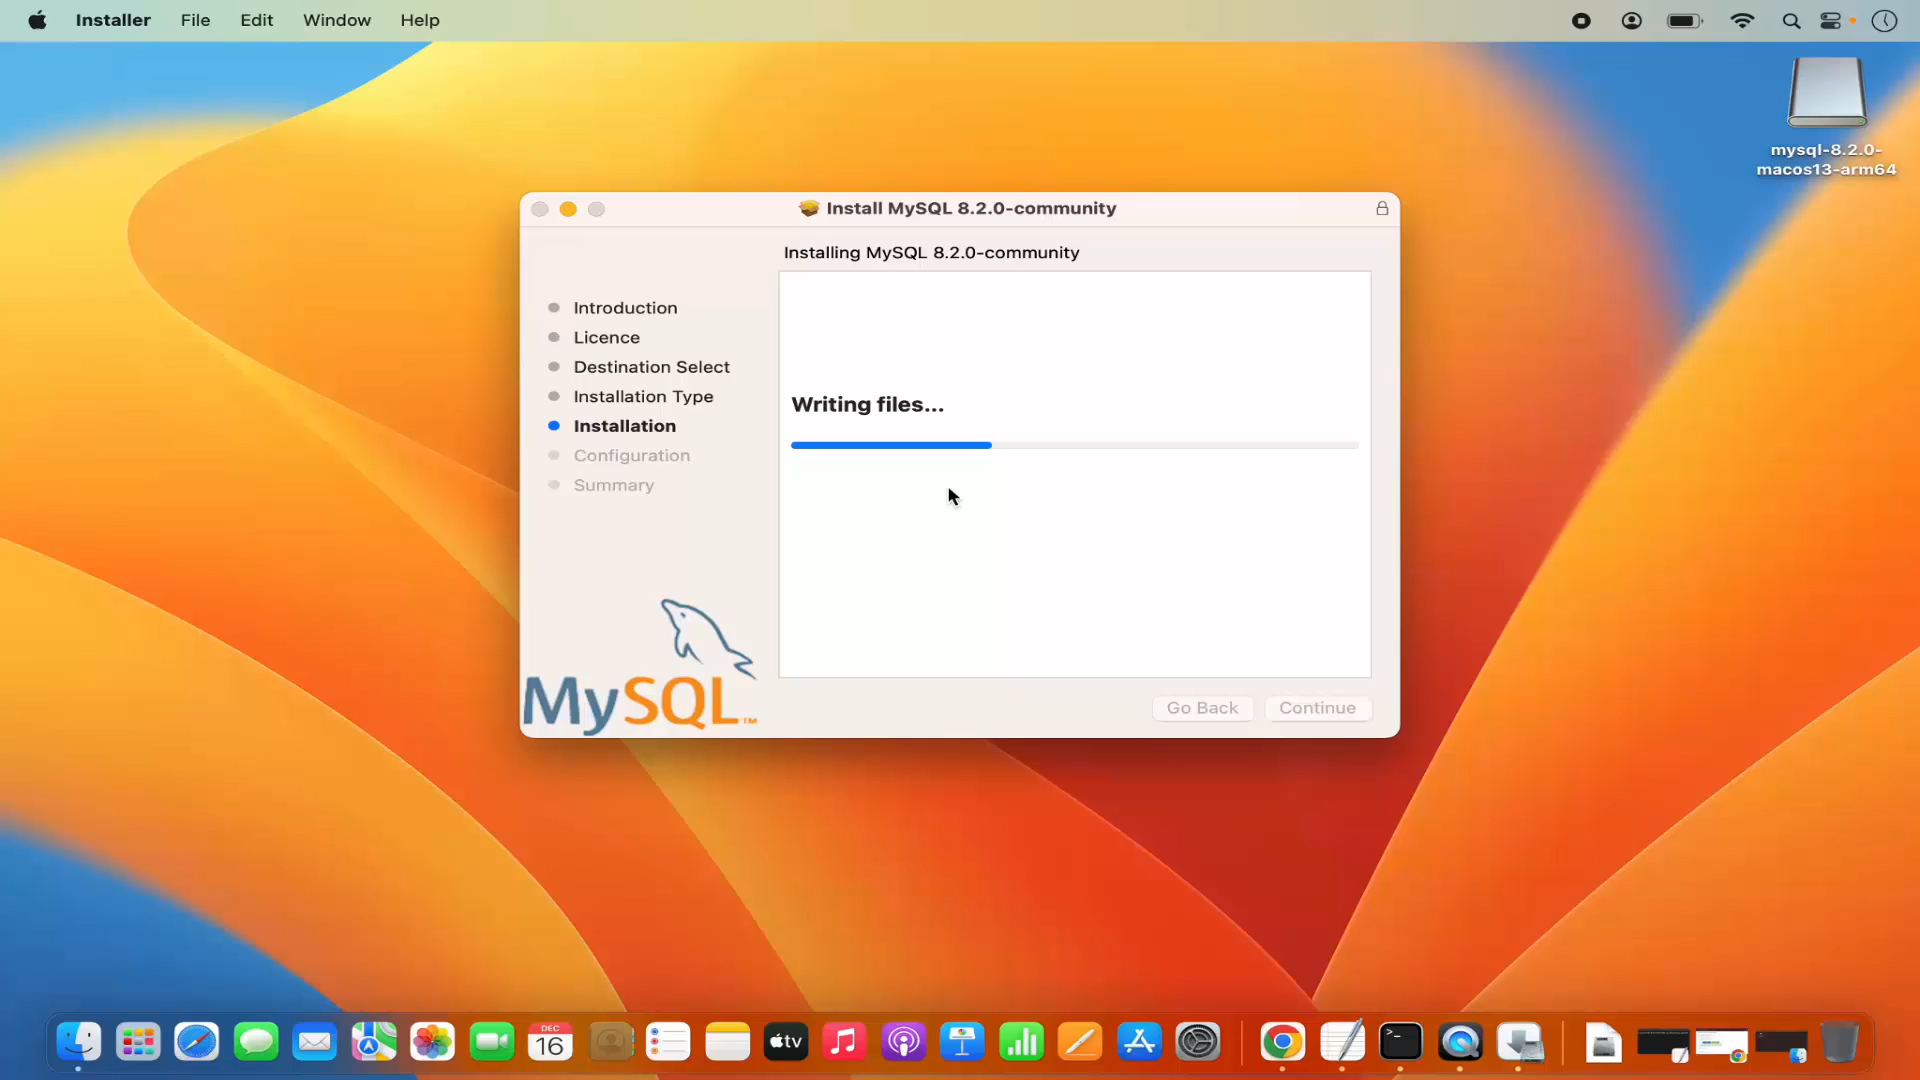 Installer File Edit Window Help
mysql-8.2.0-
macos13-arm64
Install MySQL 8.2.0-community
Installing MySQL 8.2.0-community
Introduction
Licence
Destination Select
Installation Type
Installation
Configuration
Summary
Writing files...
MySQL™
Go Back Continue
DEC
16
tv
>_